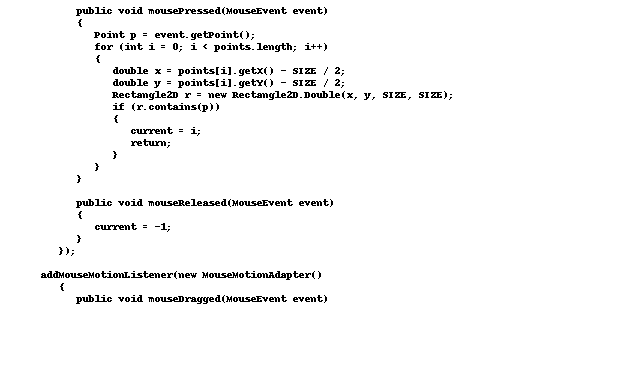 public void mousePressed(MouseEvent event)
{
Point p = event.getPoint();
for (int i = 0; i < points.length; i++)
{
double x = points[i].getX() - SIZE / 2;
double y = points[i].getY() - SIZE / 2;
Rectangle2D r = new Rectangle2D.Double(x, y, SIZE, SIZE);
if (r.contains(p))
{
current = i;
return;
}
}
}
public void mouseReleased(MouseEvent event)
{
current = -1;
}
});
addMouseMotionListener(new MouseMotionAdapter()
{
public void mouseDragged(MouseEvent event)